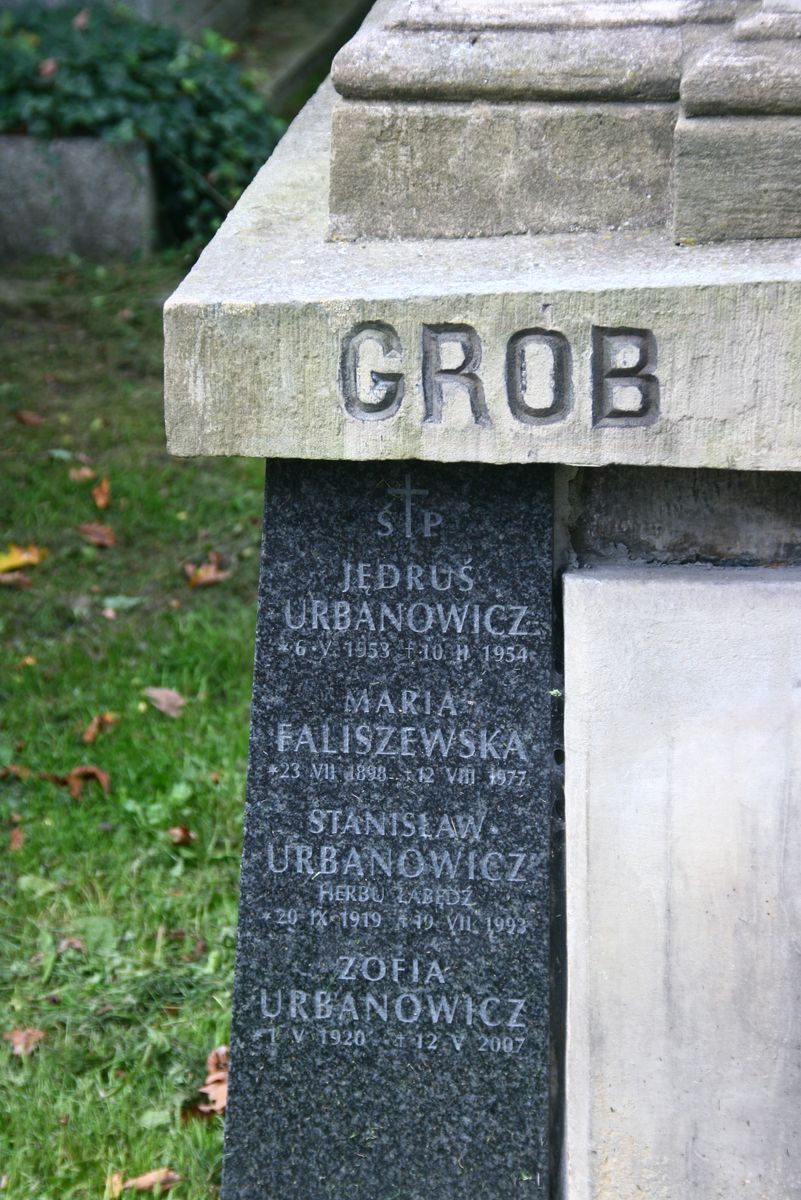 GROB
Ś P
JĘDRUŚ
URBANOWICZ
*6 V 1953 †10 II 1954
MARIA
FALISZEWSKA
*23 VII 1898 †12 VIII 1977
STANISŁAW
URBANOWICZ
HERBU ŁABĘDŹ
*20 IX 1919 †19 VII 1993
ZOFIA
URBANOWICZ
*1 V 1920 †12 V 2007